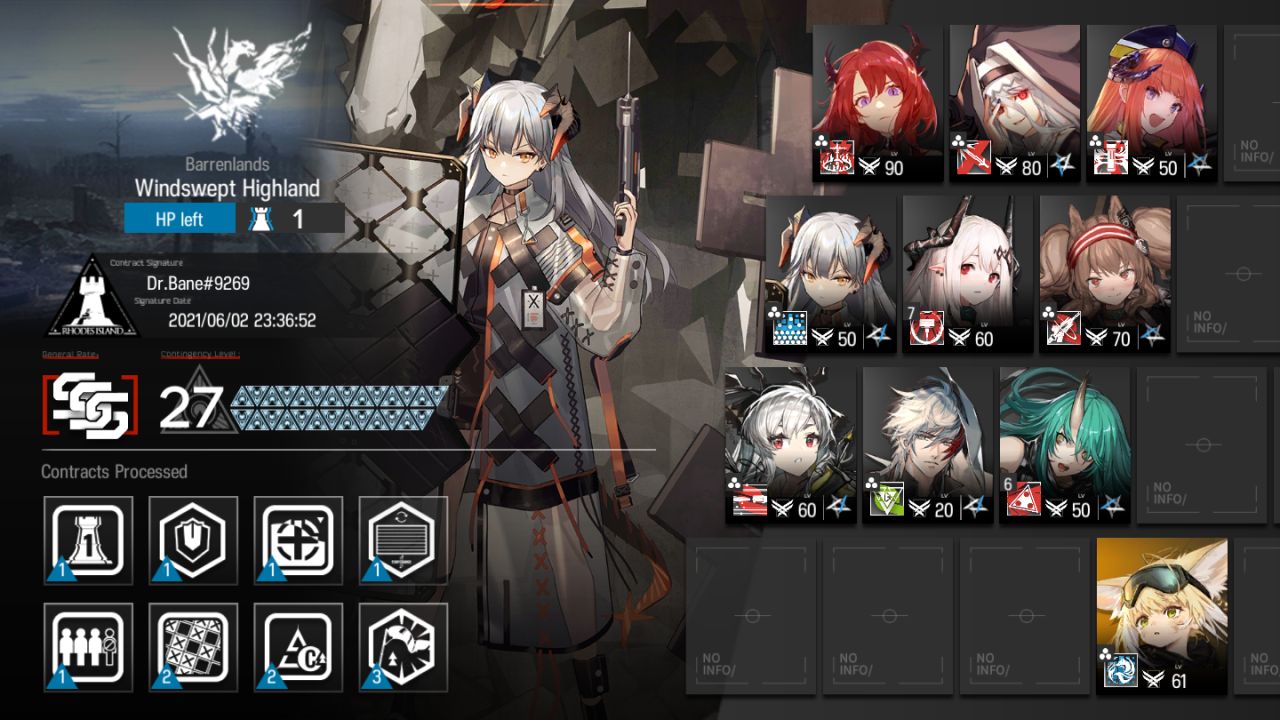 Barrenlands
Windswept Highland
HP left 1
Contract Signature
Dr.Bane#9269
Signature Date
2021/06/02 23:36:52
RHODES ISLAND
General Rate:
Contingency Level:
SSS
27
Contracts Processed
1
1 1 1 1
1 2 2 3
LV 90
LV 80
LV 50
NO
INFO/
LV 50
7 LV 60
LV 70
NO
INFO/
LV 60
LV 20
6 LV 50
NO
INFO/
NO
INFO/
NO
INFO/
NO
INFO/
LV 61
NO
INFO/